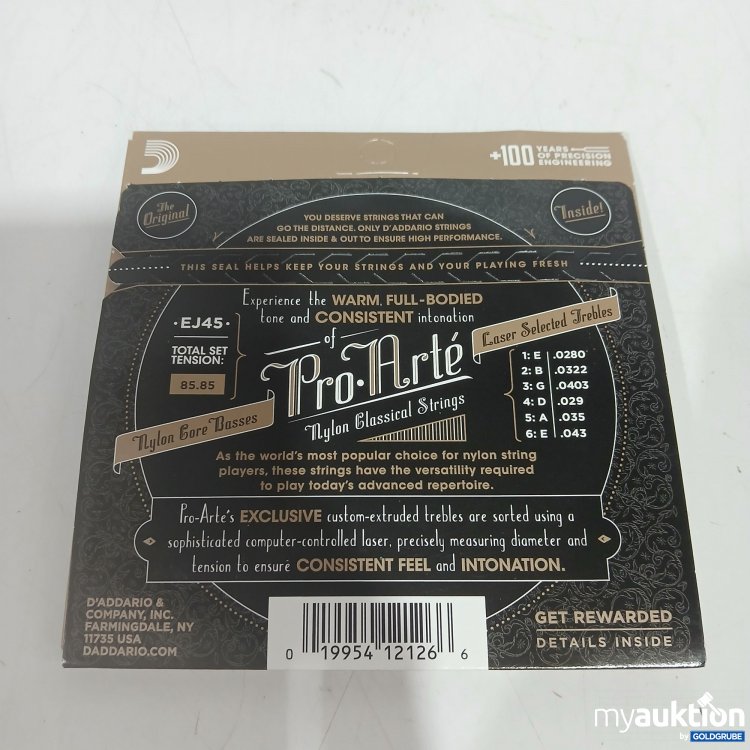 +100 YEARS
OF PRECISION
ENGINEERING
The
Original
YOU DESERVE STRINGS THAT CAN
GO THE DISTANCE. ONLY D'ADDARIO STRINGS
ARE SEALED INSIDE & OUT TO ENSURE HIGH PERFORMANCE.
Inside!
THIS SEAL HELPS KEEP YOUR STRINGS AND YOUR PLAYING FRESH
Experience the WARM, FULL-BODIED
tone and CONSISTENT intonation
of
·EJ45·
TOTAL SET
TENSION:
85.85
Pro·Arté
Nylon Classical Strings
Laser Selected Trebles
1: E .0280
2: B .0322
3: G .0403
4: D .029
5: A .035
6: E .043
Nylon Core Basses
As the world's most popular choice for nylon string
players, these strings have the versatility required
to play today's advanced repertoire.
Pro-Arté's EXCLUSIVE custom-extruded trebles are sorted using a
sophisticated computer-controlled laser, precisely measuring diameter and
tension to ensure CONSISTENT FEEL and INTONATION.
D'ADDARIO &
COMPANY, INC.
FARMINGDALE, NY
11735 USA
DADDARIO.COM
0 19954 12126 6
GET REWARDED
DETAILS INSIDE
myauktion
by GOLDGRUBE